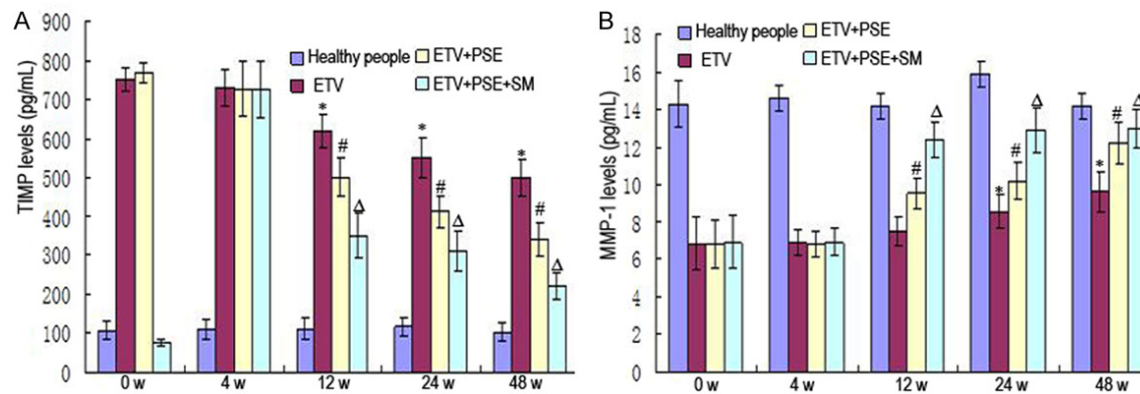 A
TIMP levels (pg/mL)
900
800
700
600
500
400
300
200
100
0
Healthy people
ETV+PSE
ETV
ETV+PSE+SM
*
#
Δ
*
#
Δ
*
#
Δ
0 w
4 w
12 w
24 w
48 w
B
MMP-1 levels (pg/mL)
18
16
14
12
10
8
6
4
2
0
Healthy people
ETV+PSE
ETV
ETV+PSE+SM
#
Δ
*
#
Δ
*
#
Δ
0 w
4 w
12 w
24 w
48 w